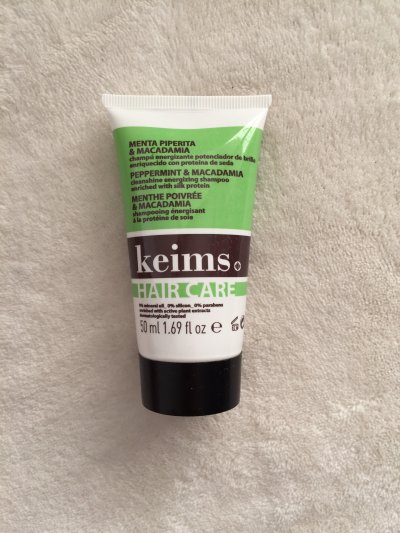 MENTA PIPERITA
& MACADAMIA
champú energizante potenciador de brillo
enriquecido con proteína de seda
PEPPERMINT & MACADAMIA
cleanshine energizing shampoo
enriched with silk protein
MENTHE POIVRÉE
& MACADAMIA
shampooing énergisant
à la protéine de soie
keims
HAIR CARE
0% mineral oil_ 0% silicon_ 0% parabens
enriched with active plant extracts
dermatologically tested
50 ml 1.69 fl oz ℮